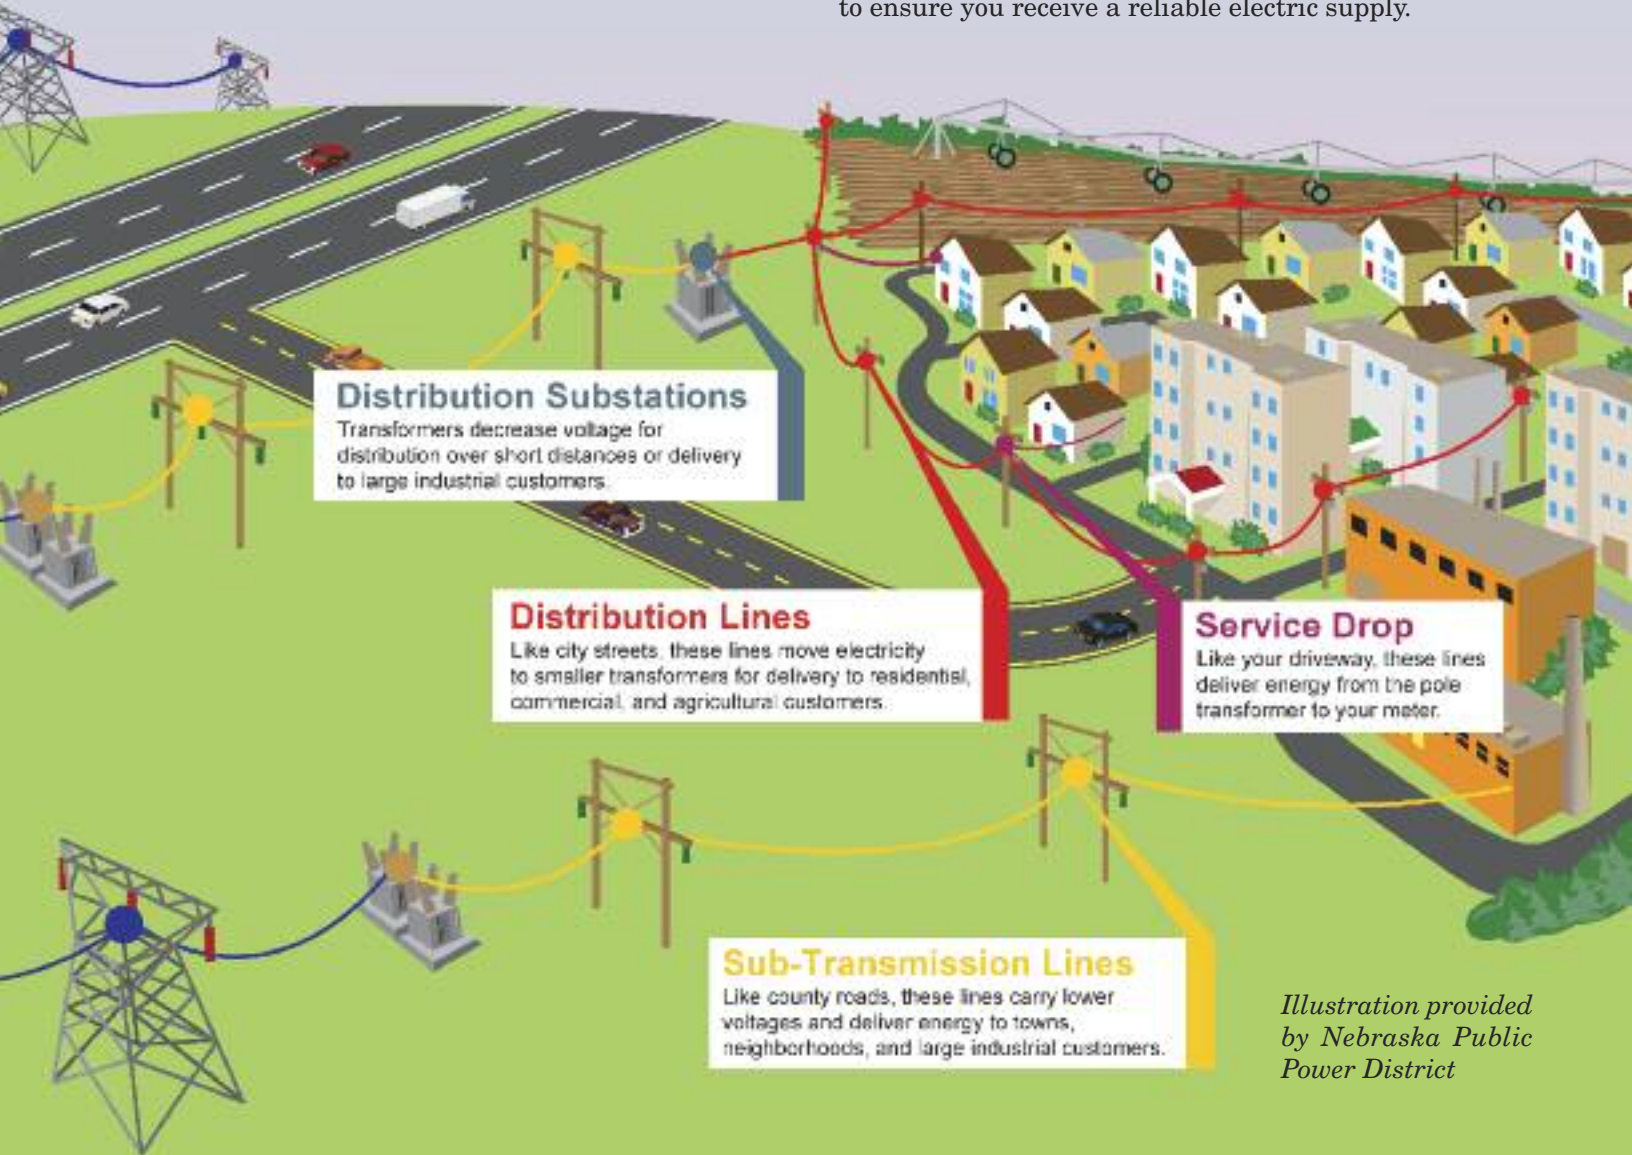 to ensure you receive a reliable electric supply.
Distribution Substations
Transformers decrease voltage for
distribution over short distances or delivery
to large industrial customers.
Distribution Lines
Like city streets, these lines move electricity
to smaller transformers for delivery to residential,
commercial, and agricultural customers.
Service Drop
Like your driveway, these lines
deliver energy from the pole
transformer to your meter.
Sub-Transmission Lines
Like county roads, these lines carry lower
voltages and deliver energy to towns,
neighborhoods, and large industrial customers.
Illustration provided
by Nebraska Public
Power District